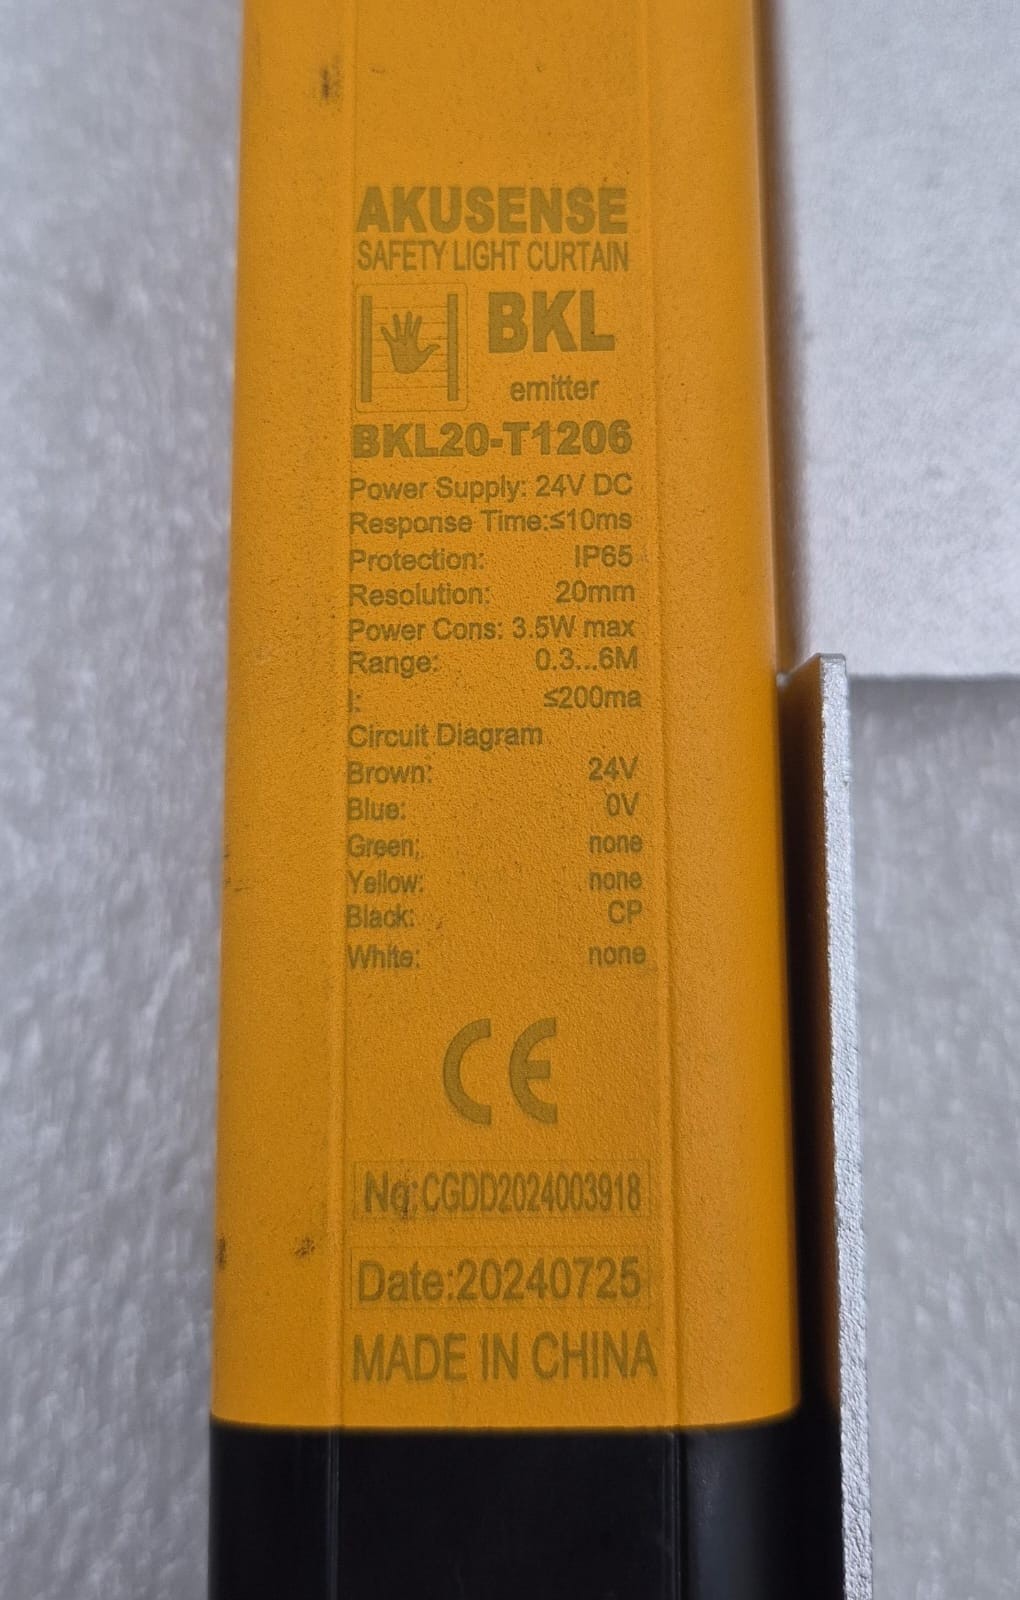 AKUSENSE
SAFETY LIGHT CURTAIN
BKL
emitter
BKL20-T1206
Power Supply: 24V DC
Response Time:≤10ms
Protection: IP65
Resolution: 20mm
Power Cons: 3.5W max
Range: 0.3...6M
I: ≤200ma
Circuit Diagram
Brown: 24V
Blue: 0V
Green: none
Yellow: none
Black: CP
White: none
CE
No:CGDD2024003918
Date:20240725
MADE IN CHINA